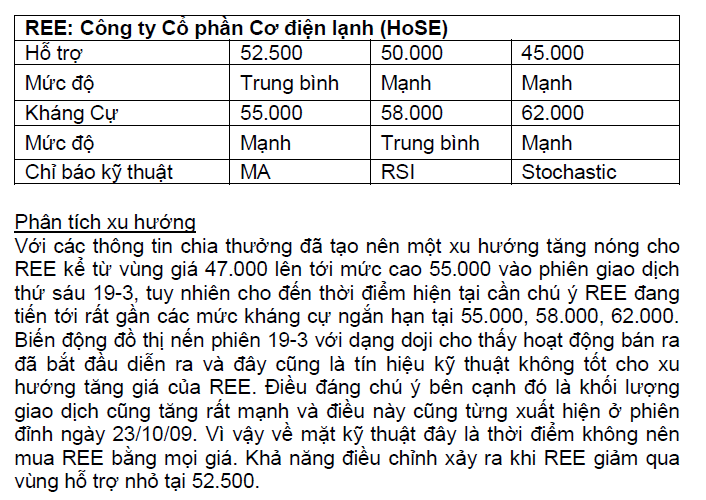 REE: Công ty Cổ phần Cơ điện lạnh (HoSE)
Hỗ trợ 52.500 50.000 45.000
Mức độ Trung bình Mạnh Mạnh
Kháng Cự 55.000 58.000 62.000
Mức độ Mạnh Trung bình Mạnh
Chỉ báo kỹ thuật MA RSI Stochastic
Phân tích xu hướng
Với các thông tin chia thưởng đã tạo nên một xu hướng tăng nóng cho
REE kể từ vùng giá 47.000 lên tới mức cao 55.000 vào phiên giao dịch
thứ sáu 19-3, tuy nhiên cho đến thời điểm hiện tại cần chú ý REE đang
tiến tới rất gần các mức kháng cự ngắn hạn tại 55.000, 58.000, 62.000.
Biến động đồ thị nến phiên 19-3 với dạng doji cho thấy hoạt động bán ra
đã bắt đầu diễn ra và đây cũng là tín hiệu kỹ thuật không tốt cho xu
hướng tăng giá của REE. Điều đáng chú ý bên cạnh đó là khối lượng
giao dịch cũng tăng rất mạnh và điều này cũng từng xuất hiện ở phiên
đỉnh ngày 23/10/09. Vì vậy về mặt kỹ thuật đây là thời điểm không nên
mua REE bằng mọi giá. Khả năng điều chỉnh xảy ra khi REE giảm qua
vùng hỗ trợ nhỏ tại 52.500.